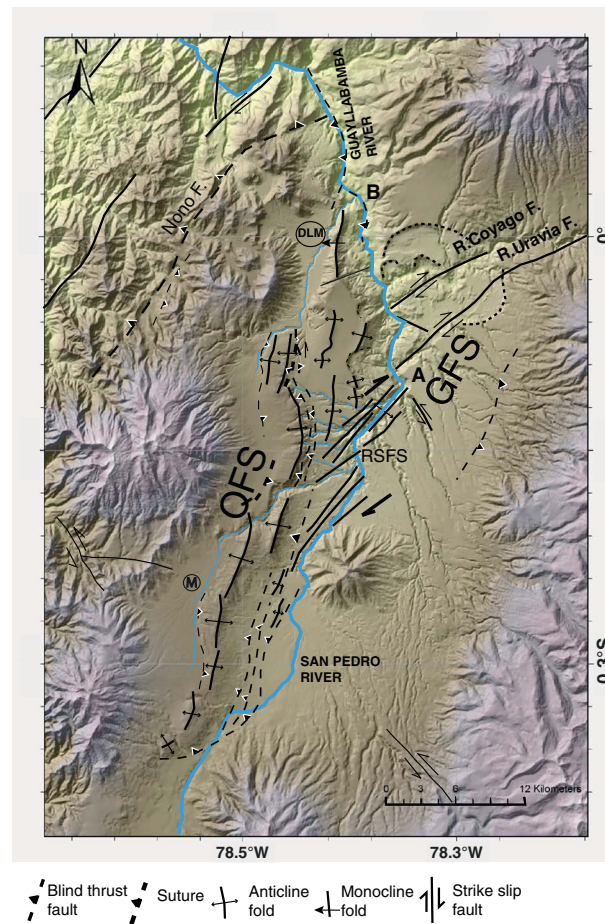 N
GUAYLLABAMBA
RIVER
B
Nono F.
DLM
R.Coyago F.
R.Uravia F.
0°
A
GFS
QFS
RSFS
M
SAN PEDRO
RIVER
0.3°S
0 3 6 12 Kilometers
78.5°W 78.3°W
Blind thrust fault
Suture
Anticline fold
Monocline fold
Strike slip fault